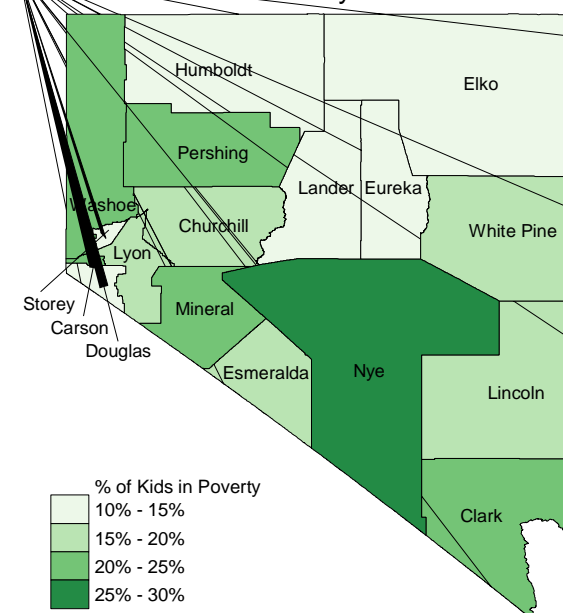 Humboldt
Elko
Pershing
Lander
Eureka
Washoe
Churchill
White Pine
Lyon
Storey
Carson
Douglas
Mineral
Esmeralda
Nye
Lincoln
Clark
% of Kids in Poverty
10% - 15%
15% - 20%
20% - 25%
25% - 30%